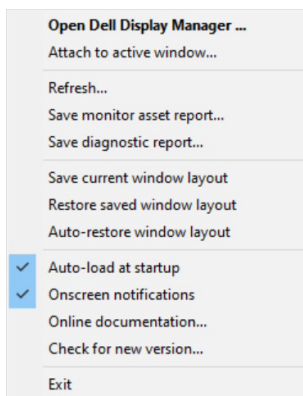 Open Dell Display Manager ...
Attach to active window...
Refresh...
Save monitor asset report...
Save diagnostic report...
Save current window layout
Restore saved window layout
Auto-restore window layout
Auto-load at startup
Onscreen notifications
Online documentation...
Check for new version...
Exit